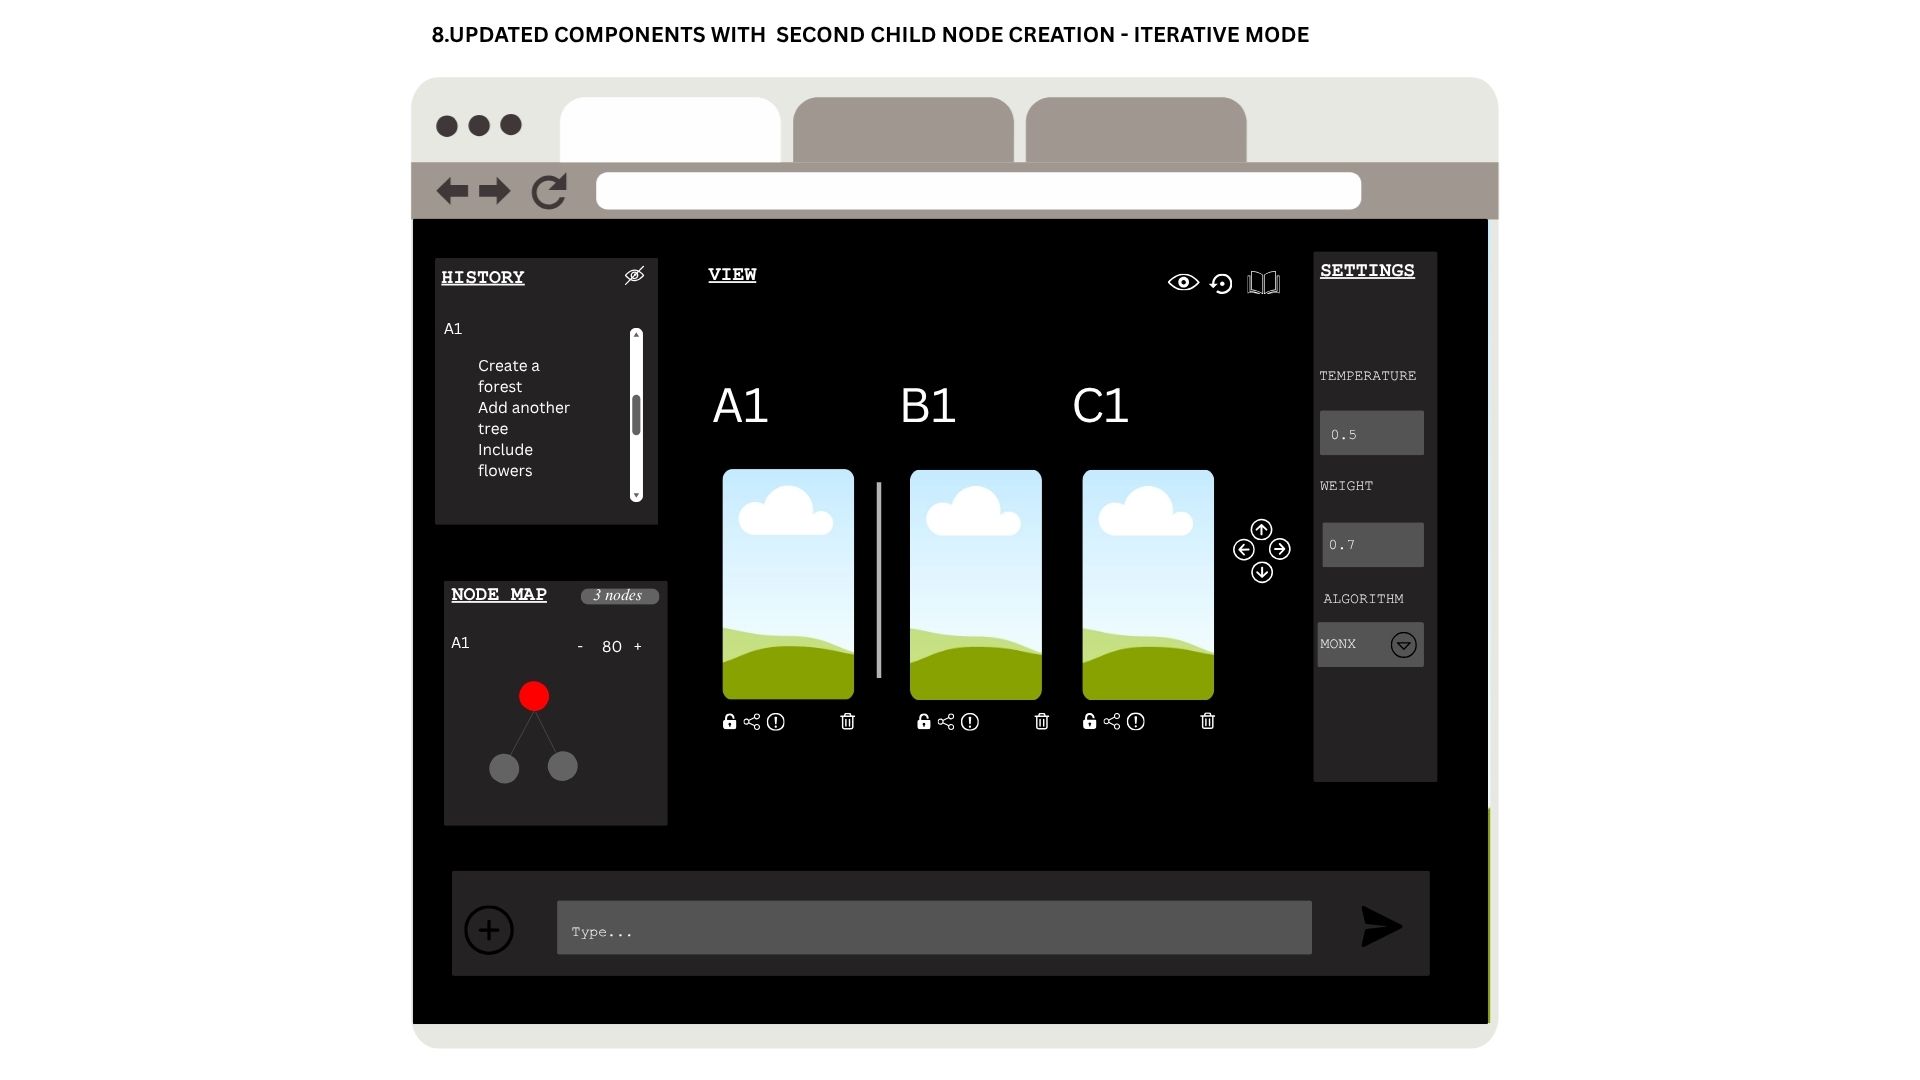 8.UPDATED COMPONENTS WITH  SECOND CHILD NODE CREATION - ITERATIVE MODE
HISTORY
A1
Create a
forest
Add another
tree
Include
flowers
NODE MAP
3 nodes
A1
- 80 +
VIEW
A1 B1 C1
SETTINGS
TEMPERATURE
0.5
WEIGHT
0.7
ALGORITHM
MONX
Type...